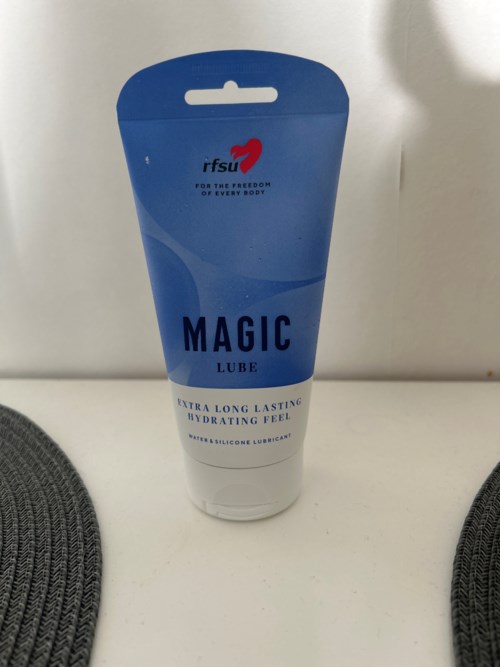 rfsu
FOR THE FREEDOM
OF EVERY BODY
MAGIC
LUBE
EXTRA LONG LASTING
HYDRATING FEEL
WATER & SILICONE LUBRICANT